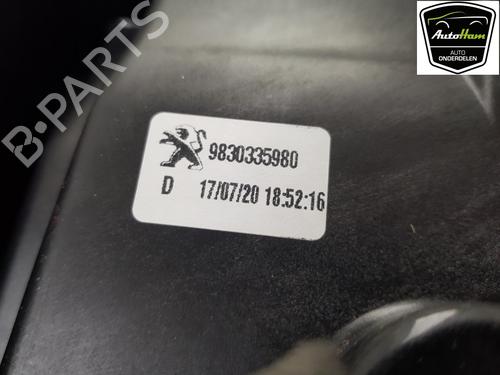 AutoHam
AUTO
ONDERDELEN
B-PARTS
9830335980
D 17/07/20 18:52:16